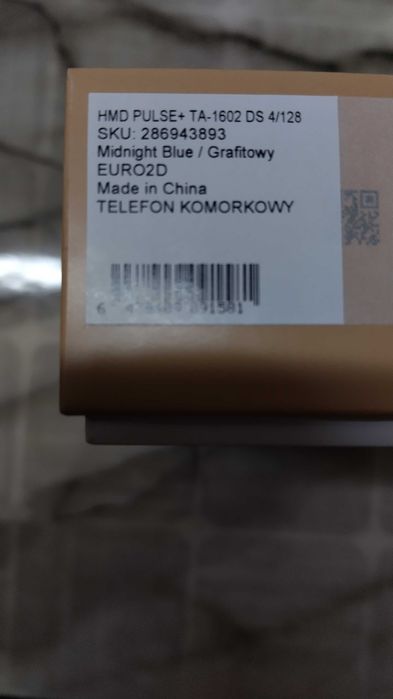 HMD PULSE+ TA-1602 DS 4/128
SKU: 286943893
Midnight Blue / Grafitowy
EURO2D
Made in China
TELEFON KOMORKOWY